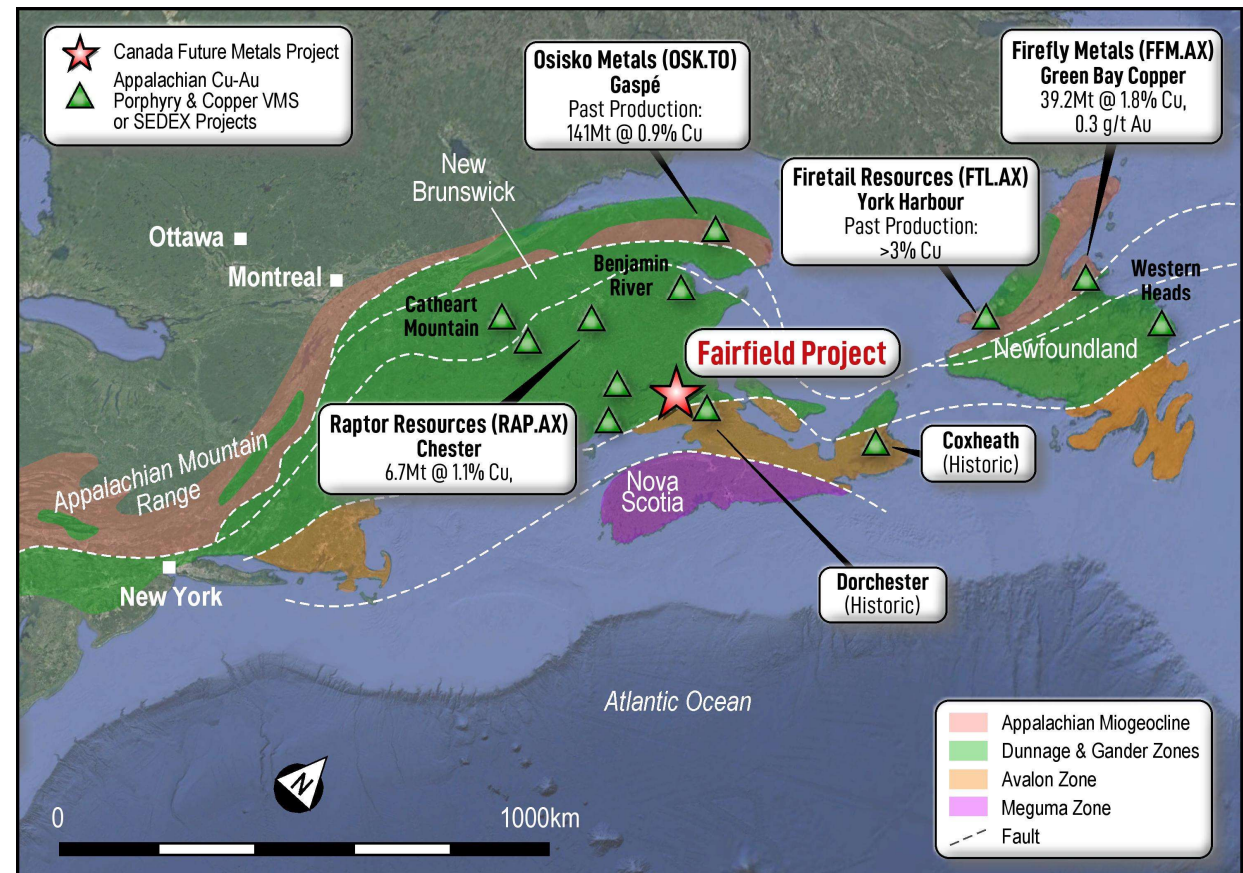 Canada Future Metals Project
Appalachian Cu-Au
Porphyry & Copper VMS
or SEDEX Projects
Osisko Metals (OSK.TO)
Gaspé
Past Production:
141Mt @ 0.9% Cu
Firefly Metals (FFM.AX)
Green Bay Copper
39.2Mt @ 1.8% Cu,
0.3 g/t Au
Firetail Resources (FTL.AX)
York Harbour
Past Production:
>3% Cu
New
Brunswick
Ottawa
Montreal
Benjamin
River
Catheart
Mountain
Western
Heads
Newfoundland
Fairfield Project
Raptor Resources (RAP.AX)
Chester
6.7Mt @ 1.1% Cu,
Appalachian Mountain
Range
Coxheath
(Historic)
Nova
Scotia
Dorchester
(Historic)
New York
Atlantic Ocean
N
0
1000km
Appalachian Miogeocline
Dunnage & Gander Zones
Avalon Zone
Meguma Zone
Fault